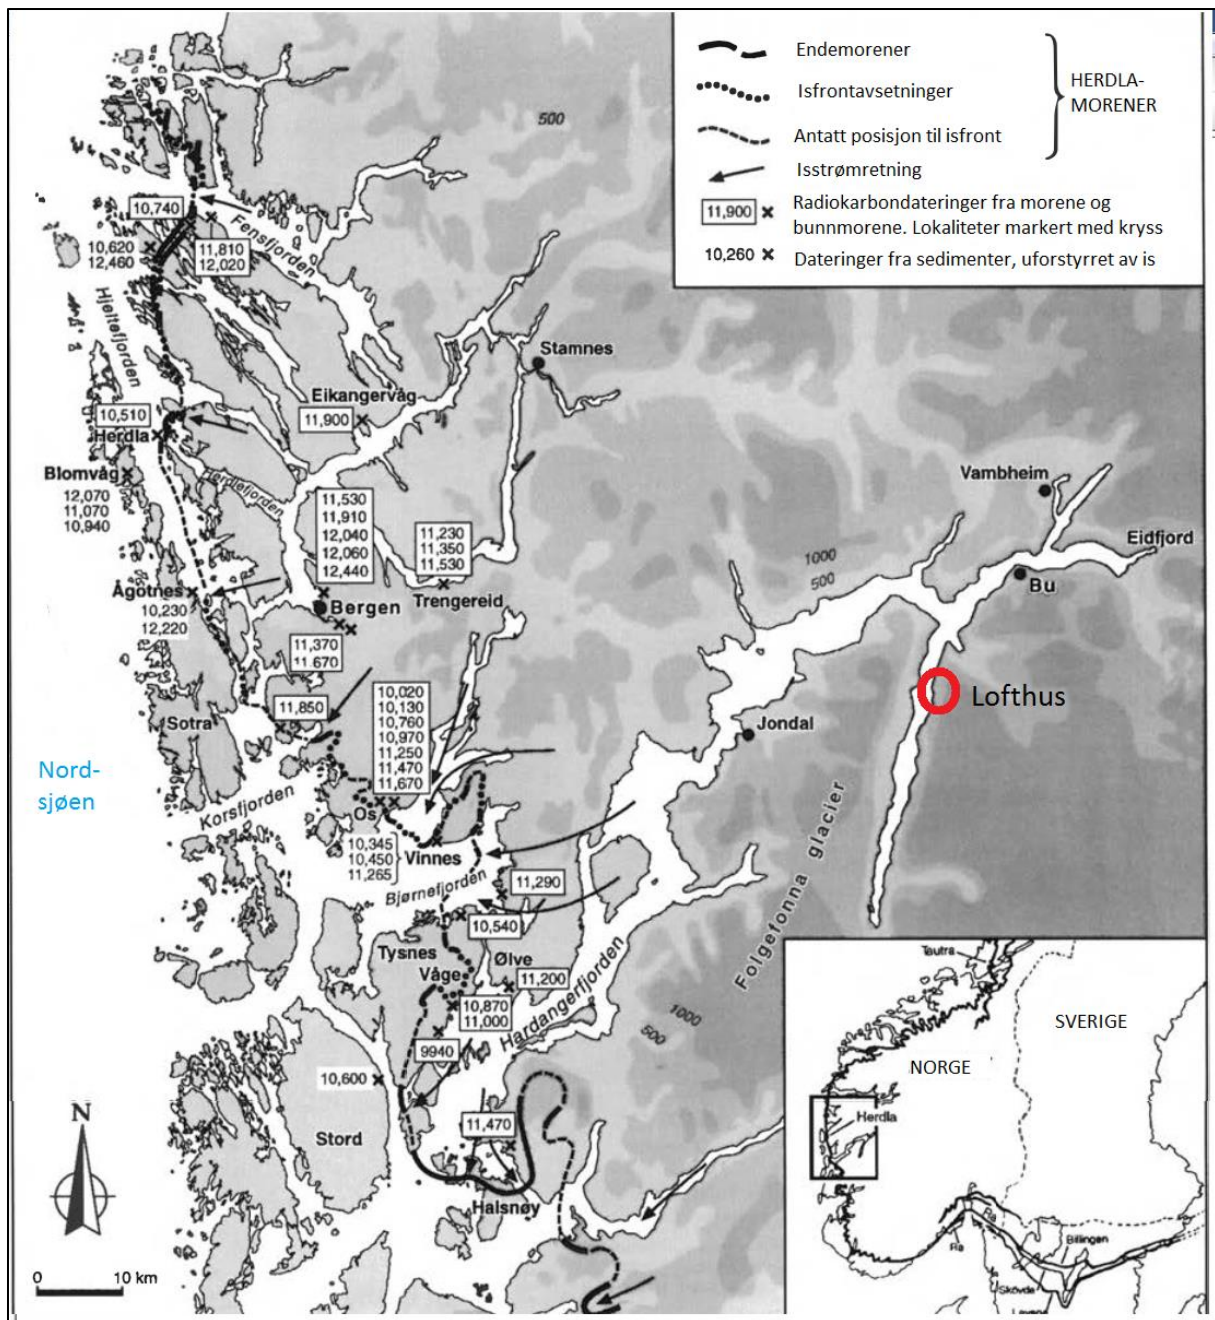 Endemorener
Isfrontavsetninger
HERDLA-
MORENER
Antatt posisjon til isfront
Isstrømretning
11,900
Radiokarbondateringer fra morene og
bunnmorene. Lokaliteter markert med kryss
10,260
Dateringer fra sedimenter, uforstyrret av is
500
10,740
Fensfjorden
10,620
12,460
11,810
12,020
Hjeltefjorden
Stamnes
Eikangervåg
11,900
10,510
Herdla
Herdlefjorden
Blomvåg
12,070
11,070
10,940
11,530
11,910
12,040
12,060
12,440
11,230
11,350
11,530
Vambheim
Eidfjord
1000
500
Bu
Ågotnes
10,230
12,220
Bergen
Trengereid
11,370
11.670
Lofthus
11,850
Sotra
10,020
10,130
10,760
10,970
11,250
11,470
11,670
Jondal
Nord-
sjøen
Korsfjorden
Os
10,345
10,450
11,265
Vinnes
Bjørnefjorden
11,290
10,540
Folgefonna glacier
Tysnes
Ølve
Våge
11,200
10,870
11,000
Hardangerfjorden
9940
1000
500
10,600
11,470
Stord
Halsnøy
N
0 10 km
Tautra
SVERIGE
NORGE
Herdla
Ra
Ra
Billingen
Skövde